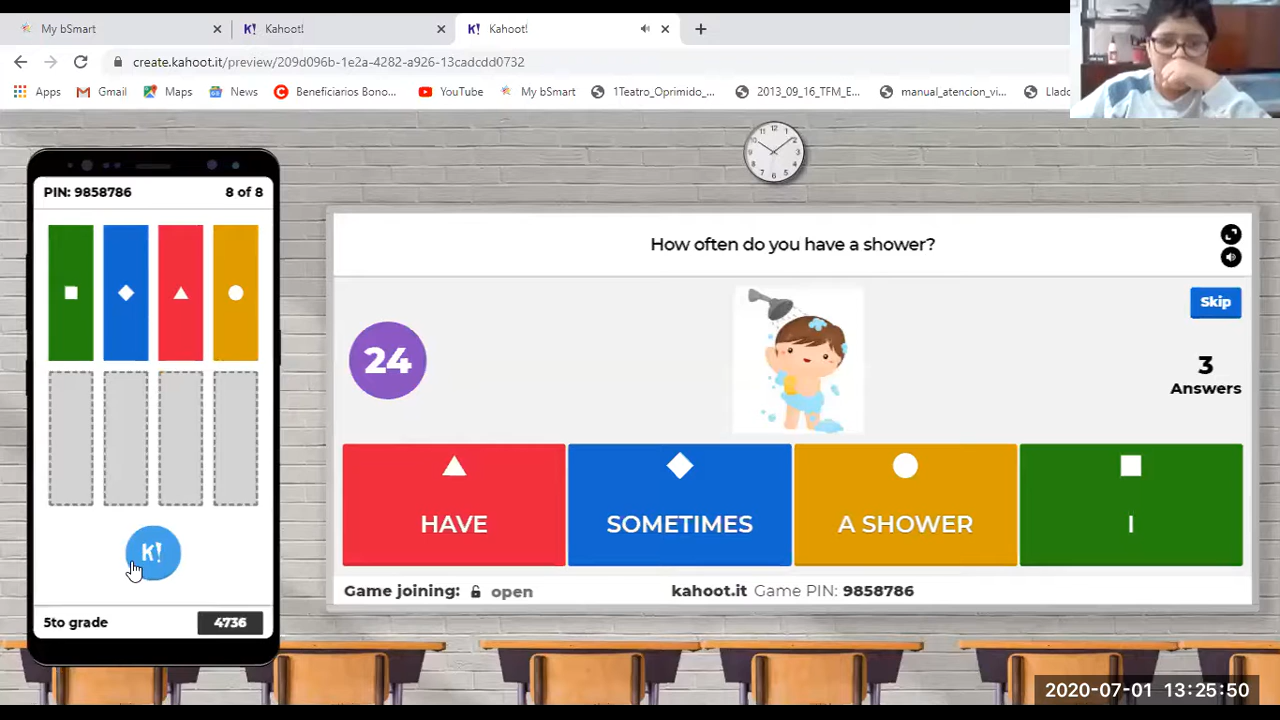 My bSmart
K! Kahoot!
K! Kahoot!
create.kahoot.it/preview/209d096b-1e2a-4282-b926-13cadcdd0732
Apps
Gmail
Maps
News
Beneficiarios Bono...
YouTube
My bSmart
1Teatro_Oprimido_...
2013_09_16_TFM_E...
manual_atencion_vi...
Llado
PIN: 9858786
8 of 8
K!
5to grade
4736
How often do you have a shower?
Skip
24
3
Answers
HAVE
SOMETIMES
A SHOWER
I
Game joining: open
kahoot.it Game PIN: 9858786
2020-07-01 13:25:50